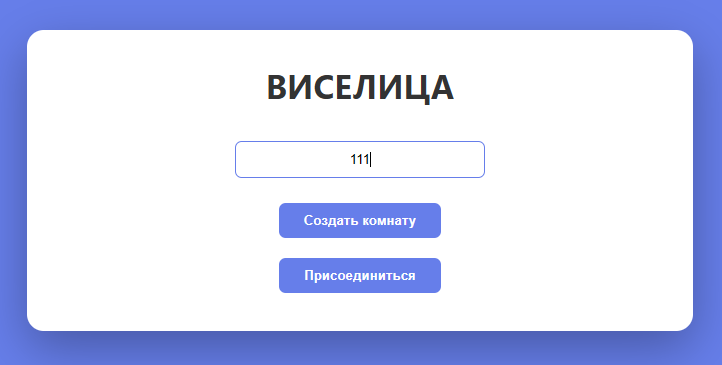 ВИСЕЛИЦА
111
Создать комнату
Присоединиться